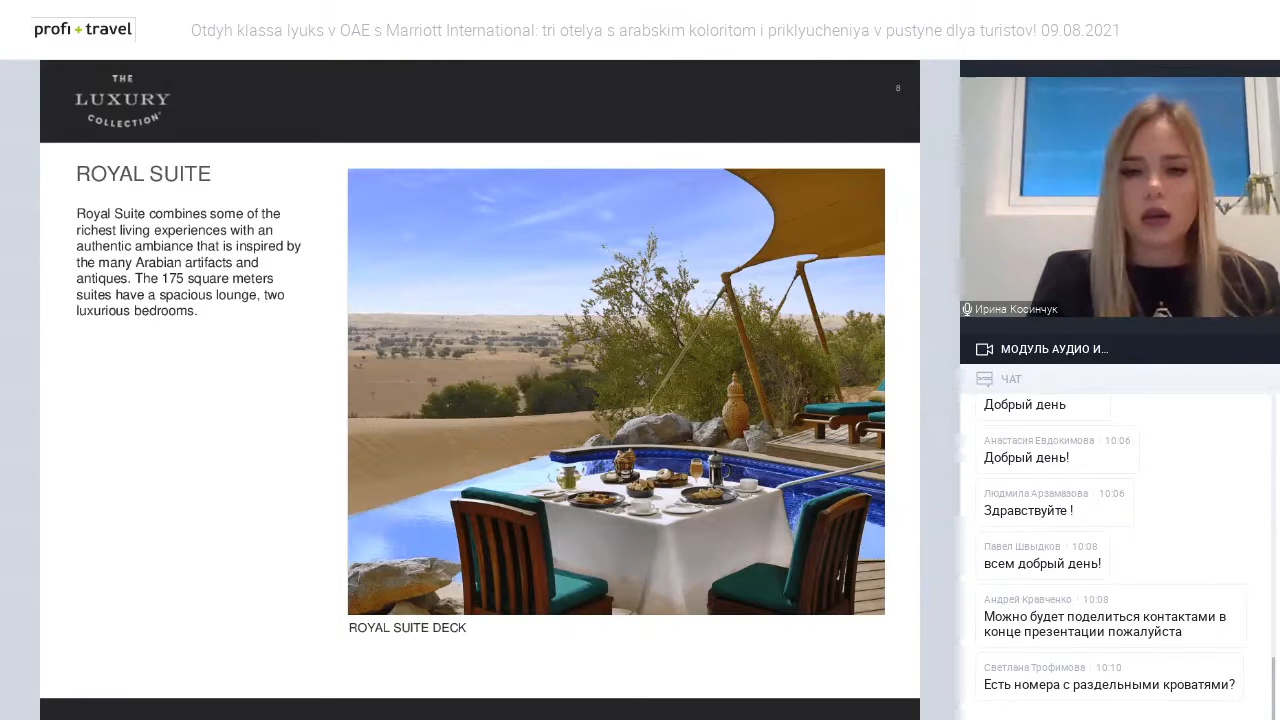 profi + travel
Otdyh klassa lyuks v OAE s Marriott International: tri otelya s arabskim koloritom i priklyucheniya v pustyne dlya turistov! 09.08.2021
THE
LUXURY
COLLECTION
8
ROYAL SUITE
Royal Suite combines some of the
richest living experiences with an
authentic ambiance that is inspired by
the many Arabian artifacts and
antiques. The 175 square meters
suites have a spacious lounge, two
luxurious bedrooms.
ROYAL SUITE DECK
Ирина Косинчук
МОДУЛЬ АУДИО И...
ЧАТ
Добрый день
Анастасия Евдокимова 10:06
Добрый день!
Людмила Арзамазова 10:06
Здравствуйте !
Павел Швыдков 10:08
всем добрый день!
Андрей Кравченко 10:08
Можно будет поделиться контактами в
конце презентации пожалуйста
Светлана Трофимова 10:10
Есть номера с раздельными кроватями?